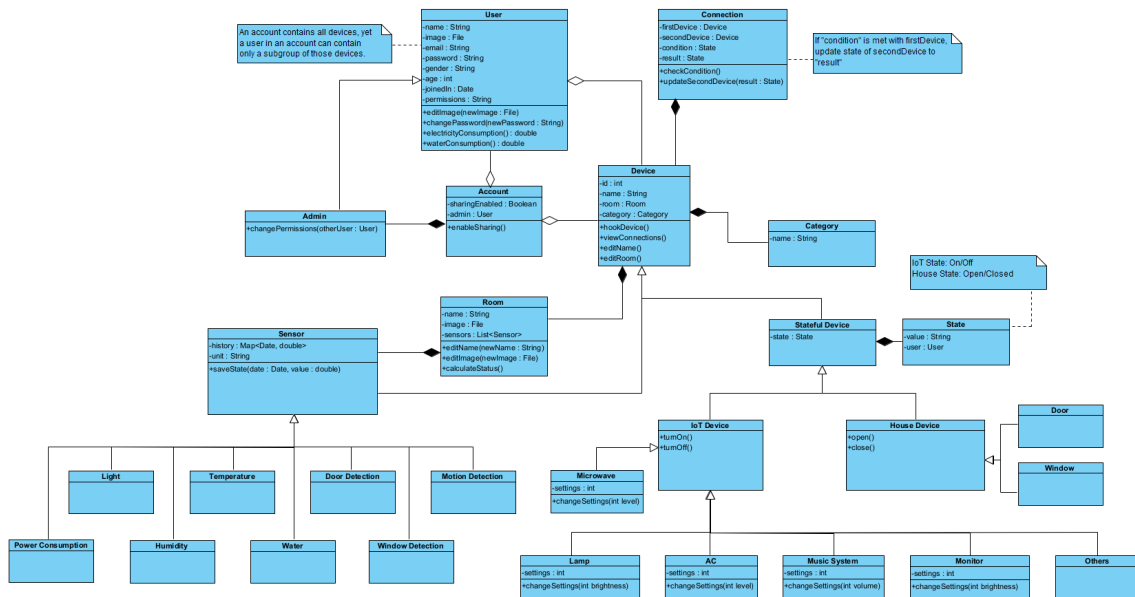 An account contains all devices, yet
a user in an account can contain
only a subgroup of those devices.
User
-name : String
-image : File
-email : String
-password : String
-gender : String
-age : int
-joinedIn : Date
-permissions : String
+editImage(newImage : File)
+changePassword(newPassword : String)
+electricityConsumption() : double
+waterConsumption() : double
Connection
-firstDevice : Device
-secondDevice : Device
-condition : State
-result : State
+checkCondition()
+updateSecondDevice(result : State)
If "condition" is met with firstDevice,
update state of secondDevice to
"result"
Admin
+changePermissions(otherUser : User)
Account
-sharingEnabled : Boolean
-admin : User
+enableSharing()
Device
-id : int
-name : String
-room : Room
-category : Category
+hookDevice()
+viewConnections()
+editName()
+editRoom()
Category
-name : String
IoT State: On/Off
House State: Open/Closed
Sensor
-history : Map<Date, double>
-unit : String
+saveState(date : Date, value : double)
Room
-name : String
-image : File
-sensors : List<Sensor>
+editName(newName : String)
+editImage(newImage : File)
+calculateStatus()
Stateful Device
-state : State
State
-value : String
-user : User
IoT Device
+turnOn()
+turnOff()
House Device
+open()
+close()
Door
Window
Microwave
-settings : int
+changeSettings(int level)
Light
Temperature
Door Detection
Motion Detection
Power Consumption
Humidity
Water
Window Detection
Lamp
-settings : int
+changeSettings(int brightness)
AC
-settings : int
+changeSettings(int level)
Music System
-settings : int
+changeSettings(int volume)
Monitor
-settings : int
+changeSettings(int brightness)
Others